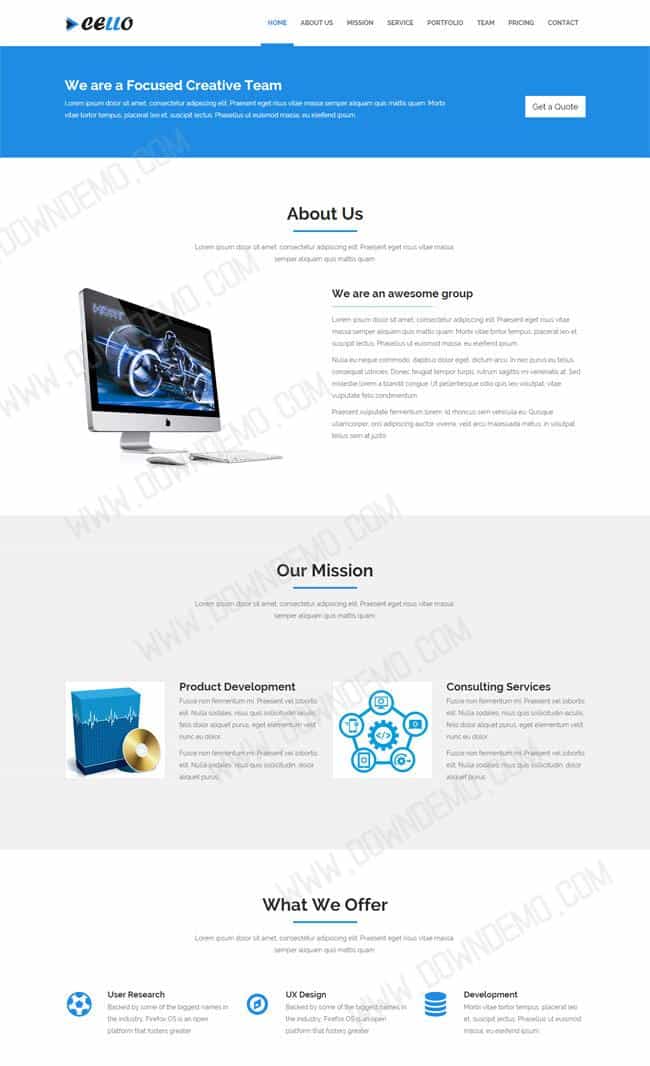 CELLO
HOME ABOUT US MISSION SERVICE PORTFOLIO TEAM PRICING CONTACT
We are a Focused Creative Team
Lorem ipsum dolor sit amet, consectetur adipiscing elit. Praesent eget risus vitae massa semper aliquam quis mattis quam. Morbi
vitae tortor tempus, placerat leo et, suscipit lectus. Phasellus ut euismod massa, eu eleifend ipsum.
Get a Quote
About Us
Lorem ipsum dolor sit amet, consectetur adipiscing elit. Praesent eget risus vitae massa
semper aliquam quis mattis quam
We are an awesome group
Lorem ipsum dolor sit amet, consectetur adipiscing elit. Praesent eget risus vitae
massa semper aliquam quis mattis quam. Morbi vitae tortor tempus, placerat leo et,
suscipit lectus. Phasellus ut euismod massa, eu eleifend ipsum.
Nulla eu neque commodo, dapibus dolor eget, dictum arcu. In nec purus eu tellus
consequat ultricies. Donec feugiat tempor turpis, rutrum sagittis mi venenatis at. Sed
molestie lorem a blandit congue. Ut pellentesque odio quis leo volutpat, vitae
vulputate felis condimentum.
Praesent vulputate fermentum lorem, id rhoncus sem vehicula eu. Quisque
ullamcorper, orci adipiscing auctor viverra, velit arcu malesuada metus, in volutpat
tellus sem at justo.
Our Mission
Lorem ipsum dolor sit amet, consectetur adipiscing elit. Praesent eget risus vitae massa
semper aliquam quis mattis quam
Product Development
Fusce non fermentum mi. Praesent vel lobortis
elit. Nulla sodales, risus quis sollicitudin iaculis,
felis dolor aliquet purus, eget elementum velit
nunc eu dolor.
Fusce non fermentum mi. Praesent vel lobortis
elit. Nulla sodales, risus quis sollicitudin, dolor
aliquet purus.
Consulting Services
Fusce non fermentum mi. Praesent vel lobortis
elit. Nulla sodales, risus quis sollicitudin iaculis,
felis dolor aliquet purus, eget elementum velit
nunc eu dolor.
Fusce non fermentum mi. Praesent vel lobortis
elit. Nulla sodales, risus quis sollicitudin, dolor
aliquet purus.
What We Offer
Lorem ipsum dolor sit amet, consectetur adipiscing elit. Praesent eget risus vitae massa
semper aliquam quis mattis quam
User Research
Backed by some of the biggest names in
the industry, Firefox OS is an open
platform that fosters greater
UX Design
Backed by some of the biggest names in
the industry, Firefox OS is an open
platform that fosters greater
Development
Morbi vitae tortor tempus, placerat leo
et, suscipit lectus. Phasellus ut euismod
massa, eu eleifend ipsum.
WWW.DOWNDEMO.COM
WWW.DOWNDEMO.COM
WWW.DOWNDEMO.COM
WWW.DOWNDEMO.COM
WWW.DOWNDEMO.COM
WWW.DOWNDEMO.COM
WWW.DOWNDEMO.COM